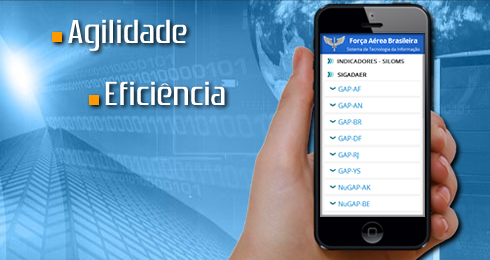 Agilidade
Eficiência
Força Aérea Brasileira
Sistema de Tecnologia da Informação
INDICADORES - SILOMS
SIGADAER
GAP-AF
GAP-AN
GAP-BR
GAP-DF
GAP-RJ
GAP-YS
NuGAP-AK
NuGAP-BE